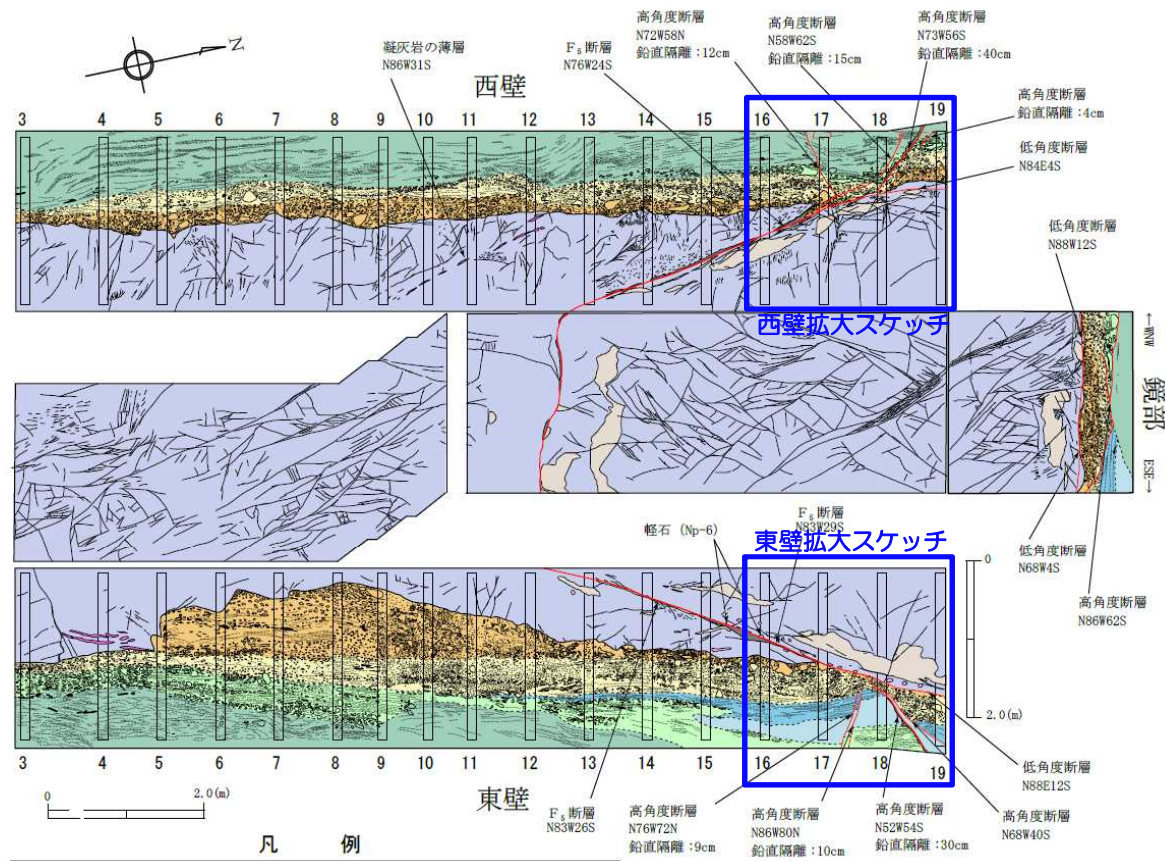 N
西壁
凝灰岩の薄層
N86W31S
F₅断層
N76W24S
高角度断層
N72W58N
鉛直隔離：12cm
高角度断層
N58W62S
鉛直隔離：15cm
高角度断層
N73W56S
鉛直隔離：40cm
高角度断層
鉛直隔離：4cm
低角度断層
N84E4S
3 4 5 6 7 8 9 10 11 12 13 14 15 16 17 18 19
西壁拡大スケッチ
低角度断層
N88W12S
←WNW
鏡部
ESE→
低角度断層
N68W4S
高角度断層
N86W62S
軽石 (Np-6)
F₅断層
N83W29S
東壁拡大スケッチ
0
2.0(m)
3 4 5 6 7 8 9 10 11 12 13 14 15 16 17 18 19
東壁
0 2.0(m)
F₅断層
N83W26S
高角度断層
N76W72N
鉛直隔離：9cm
高角度断層
N86W80N
鉛直隔離：10cm
高角度断層
N52W54S
鉛直隔離：30cm
高角度断層
N68W40S
低角度断層
N88E12S
凡 例